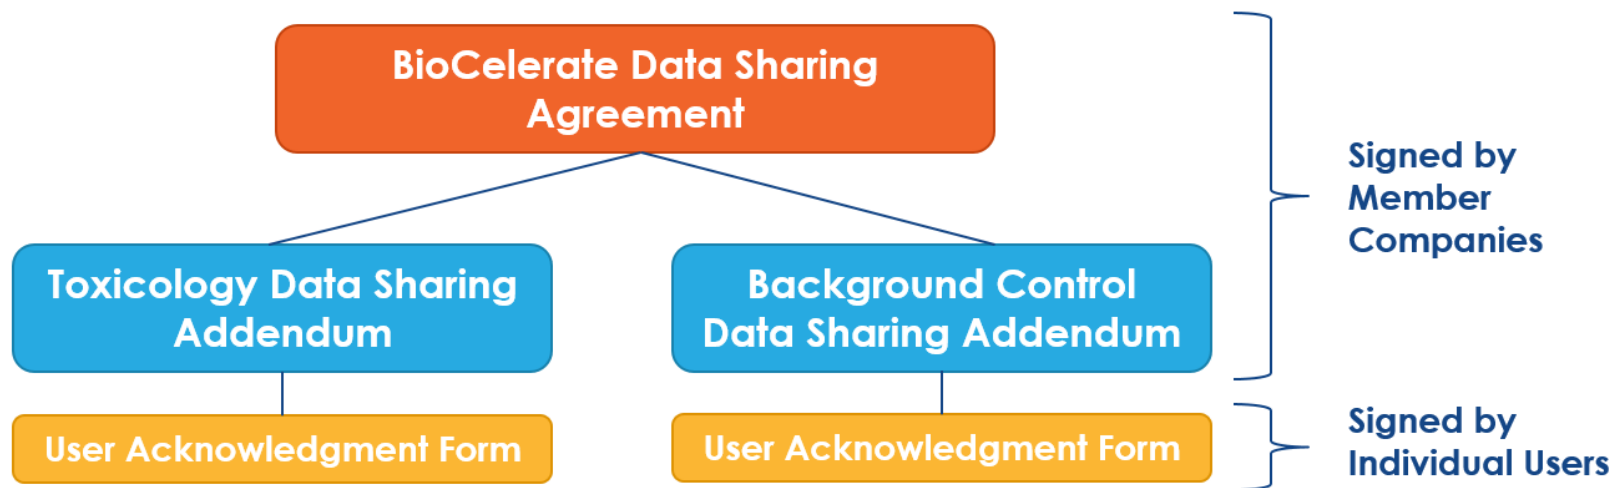 BioCelerate Data Sharing
Agreement
Signed by
Member
Companies
Toxicology Data Sharing
Addendum
Background Control
Data Sharing Addendum
User Acknowledgment Form
User Acknowledgment Form
Signed by
Individual Users